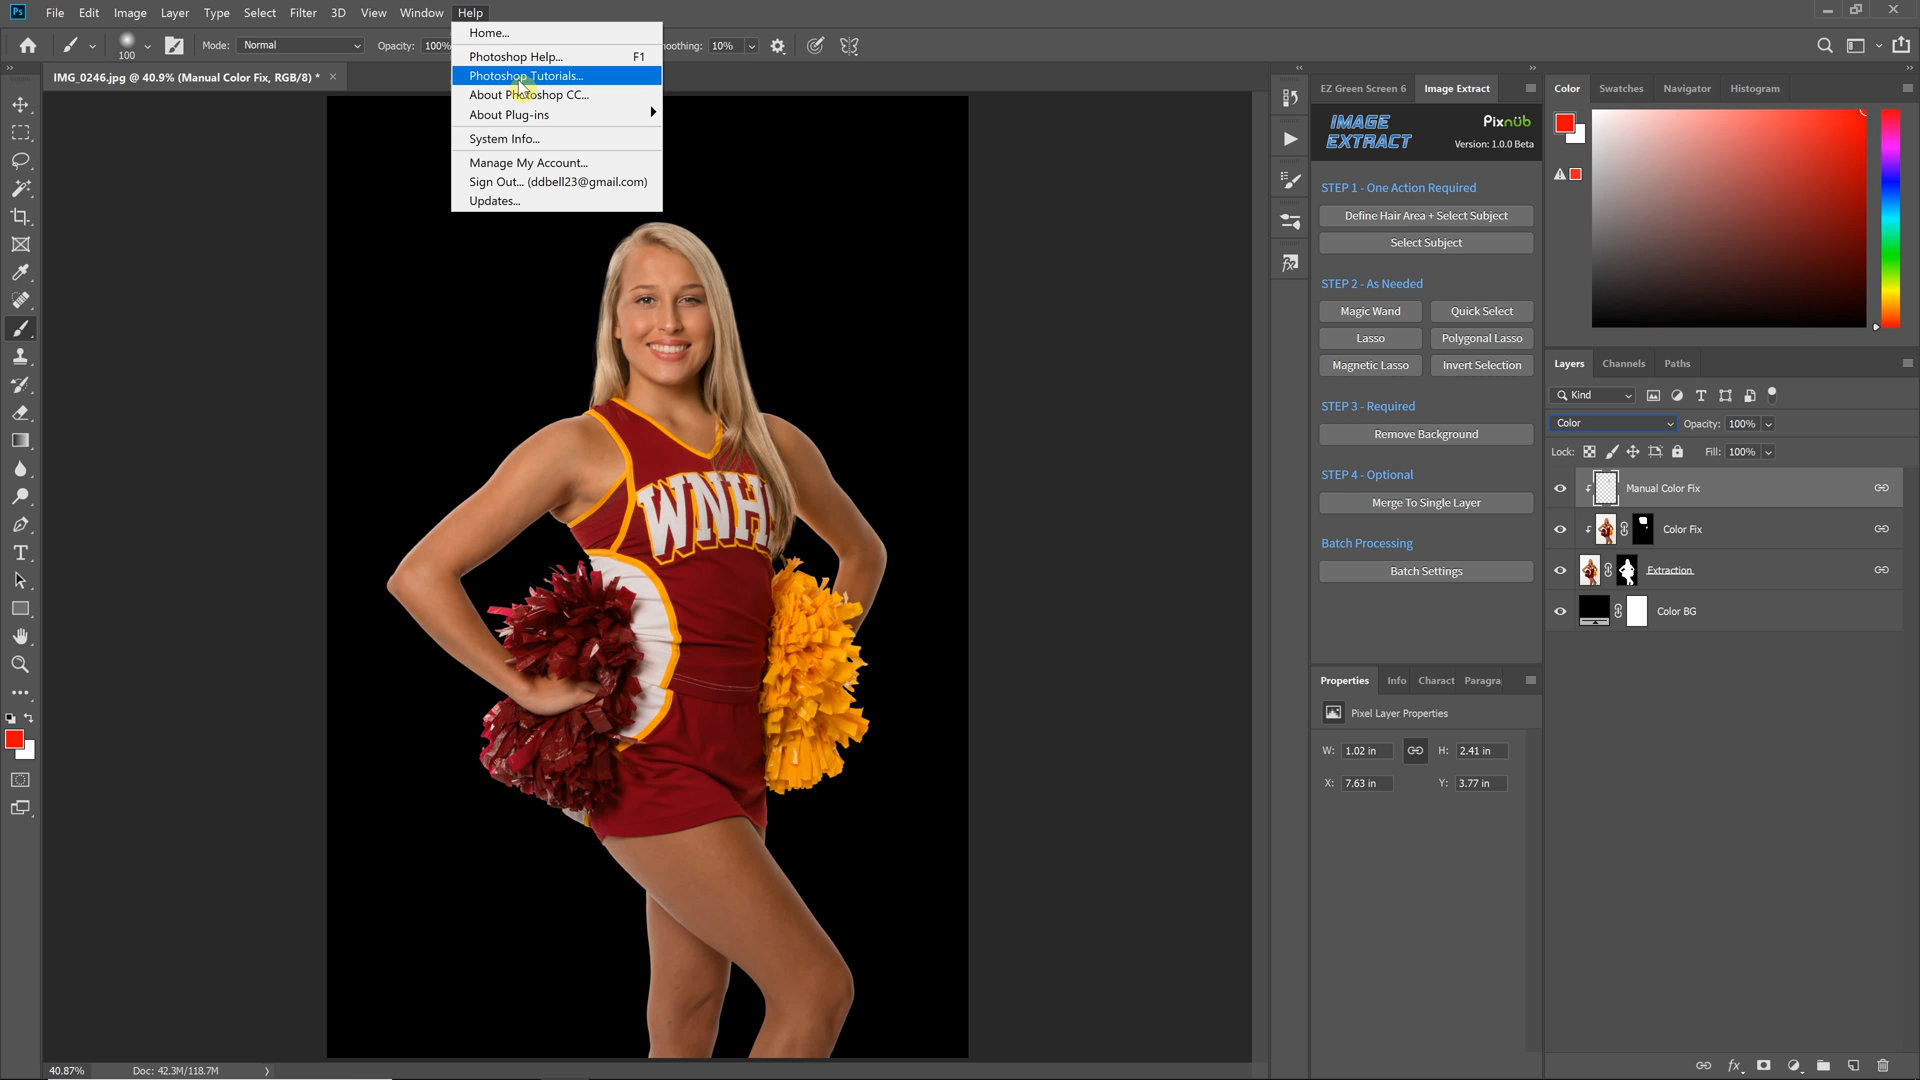 Ps File Edit Image Layer Type Select Filter 3D View Window Help
100 Mode: Normal Opacity: 100% moothing: 10%
IMG_0246.jpg @ 40.9% (Manual Color Fix, RGB/8) * ×
Home...
Photoshop Help... F1
Photoshop Tutorials...
About Photoshop CC...
About Plug-ins
System Info...
Manage My Account...
Sign Out... (ddbell23@gmail.com)
Updates...
WNH
EZ Green Screen 6 Image Extract
IMAGE EXTRACT
Pixnüb
Version: 1.0.0 Beta
STEP 1 - One Action Required
Define Hair Area + Select Subject
Select Subject
STEP 2 - As Needed
Magic Wand Quick Select
Lasso Polygonal Lasso
Magnetic Lasso Invert Selection
STEP 3 - Required
Remove Background
STEP 4 - Optional
Merge To Single Layer
Batch Processing
Batch Settings
Properties Info Charact Paragra
Pixel Layer Properties
W: 1.02 in H: 2.41 in
X: 7.63 in Y: 3.77 in
Color Swatches Navigator Histogram
Layers Channels Paths
Kind
Color Opacity: 100%
Lock: Fill: 100%
Manual Color Fix
Color Fix
Extraction
Color BG
fx
40.87% Doc: 42.3M/118.7M